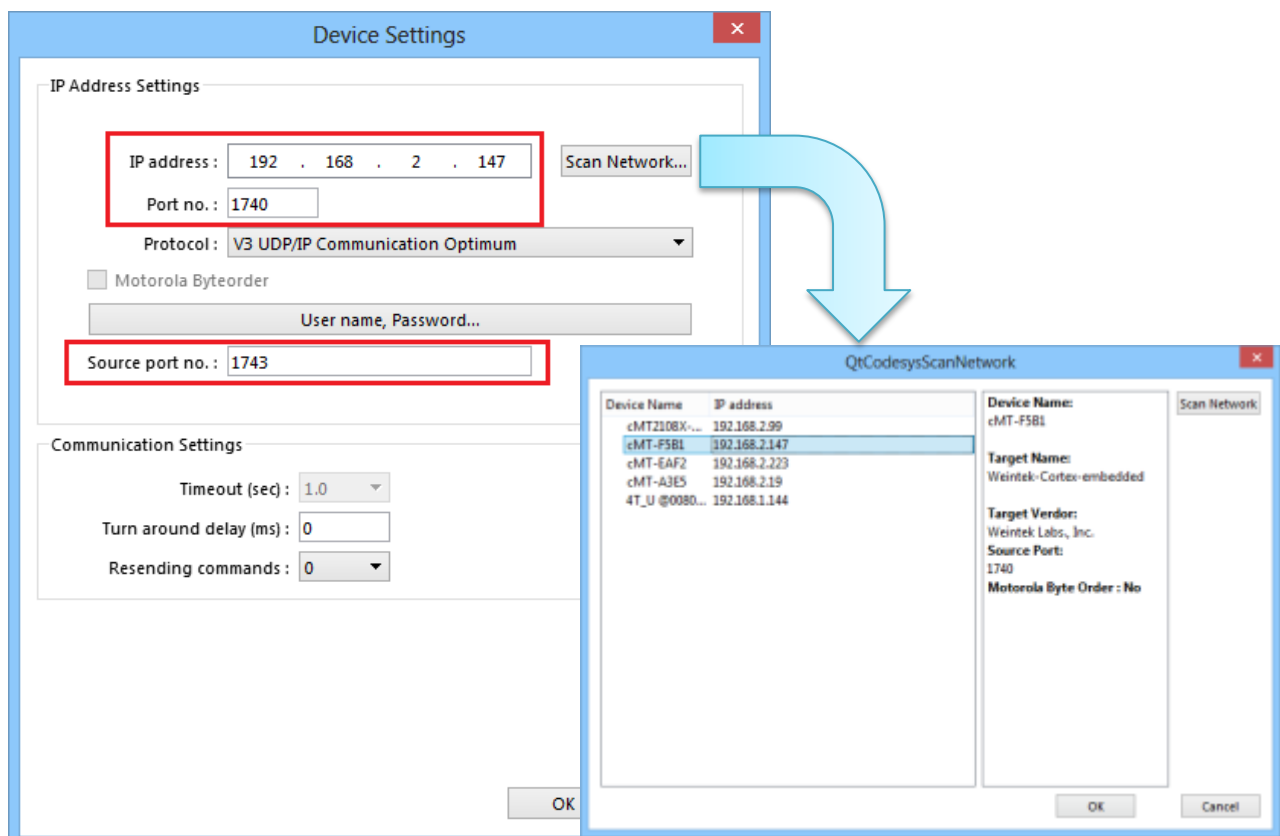 Device Settings
IP Address Settings
IP address : 192 . 168 . 2 . 147 Scan Network...
Port no. : 1740
Protocol : V3 UDP/IP Communication Optimum
Motorola Byteorder
User name, Password...
Source port no. : 1743
Communication Settings
Timeout (sec) : 1.0
Turn around delay (ms) : 0
Resending commands : 0
OK
QtCodesysScanNetwork
Device Name IP address
cMT2108X-... 192.168.2.99
cMT-F5B1 192.168.2.147
cMT-EAF2 192.168.2.223
cMT-A3E5 192.168.2.19
4T_U @0080... 192.168.1.144
Device Name:
cMT-F5B1
Target Name:
Weintek-Cortex-embedded
Target Verdor:
Weintek Labs., Inc.
Source Port:
1740
Motorola Byte Order : No
Scan Network
OK Cancel